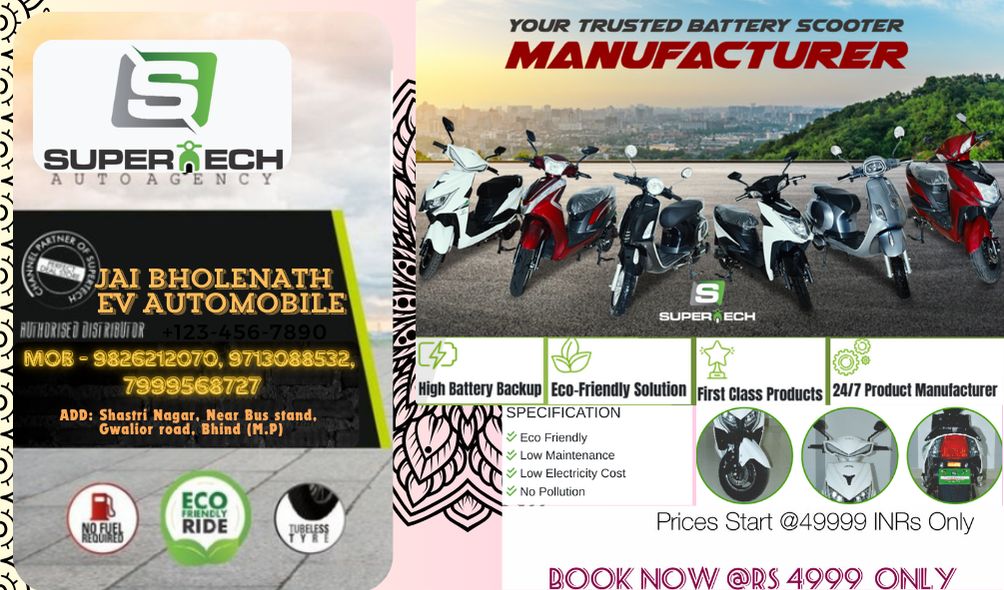 S
SUPERTECH
AUTO AGENCY
CHANNEL PARTNER OF SUPERTECH
JAI BHOLENATH
EV AUTOMOBILE
AUTHORISED DISTRIBUTOR
+123-456-7890
MOB - 9826212070, 9713088532,
7999568727
ADD: Shastri Nagar, Near Bus stand,
Gwalior road, Bhind (M.P)
NO FUEL
REQUIRED
ECO
FRIENDLY
RIDE
TUBELESS
TYRE
YOUR TRUSTED BATTERY SCOOTER
MANUFACTURER
S
SUPERTECH
High Battery Backup
Eco-Friendly Solution
First Class Products
24/7 Product Manufacturer
SPECIFICATION
Eco Friendly
Low Maintenance
Low Electricity Cost
No Pollution
Prices Start @49999 INRs Only
BOOK NOW @RS 4999 ONLY